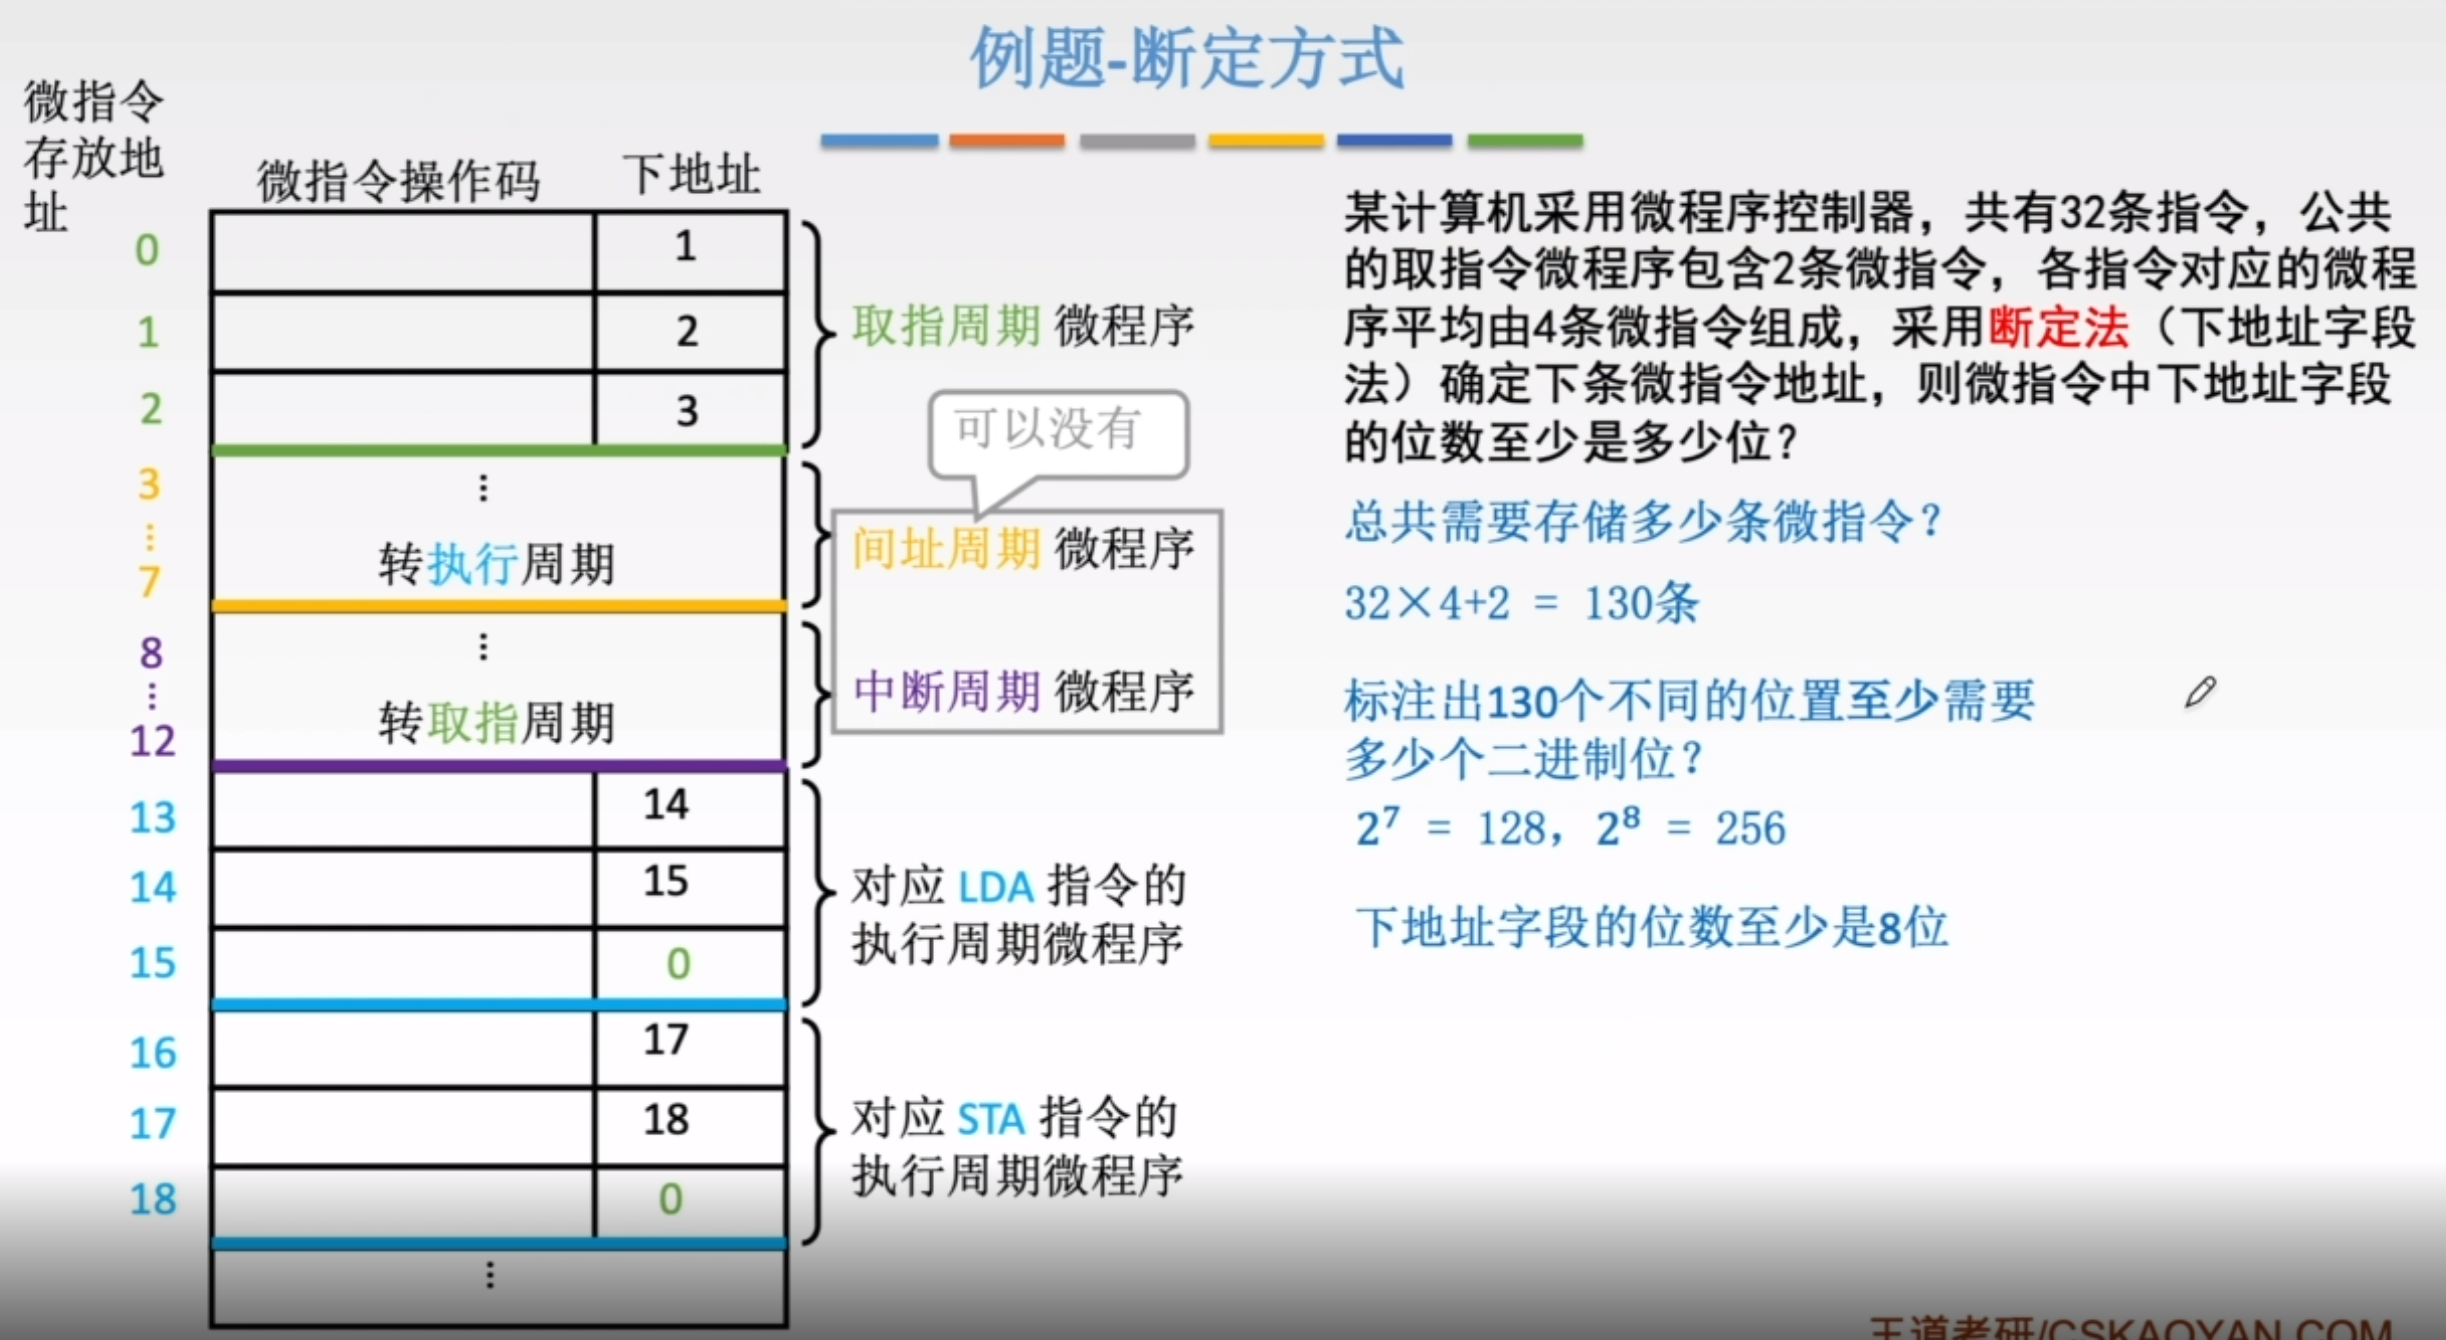 例题-断定方式
微指令
存放地
址
微指令操作码 下地址
0 1
1 2
2 3
取指周期 微程序
可以没有
3
⋮ ⋮
7 转执行周期
间址周期 微程序
8 ⋮
⋮
12 转取指周期
中断周期 微程序
13 14
14 15
15 0
对应 LDA 指令的
执行周期微程序
16 17
17 18
18 0
对应 STA 指令的
执行周期微程序
⋮
某计算机采用微程序控制器，共有32条指令，公共
的取指令微程序包含2条微指令，各指令对应的微程
序平均由4条微指令组成，采用断定法（下地址字段
法）确定下条微指令地址，则微指令中下地址字段
的位数至少是多少位？
总共需要存储多少条微指令？
32×4+2 = 130条
标注出130个不同的位置至少需要
多少个二进制位？
2⁷ = 128，2⁸ = 256
下地址字段的位数至少是8位
王道考研/CSKAOYAN.COM